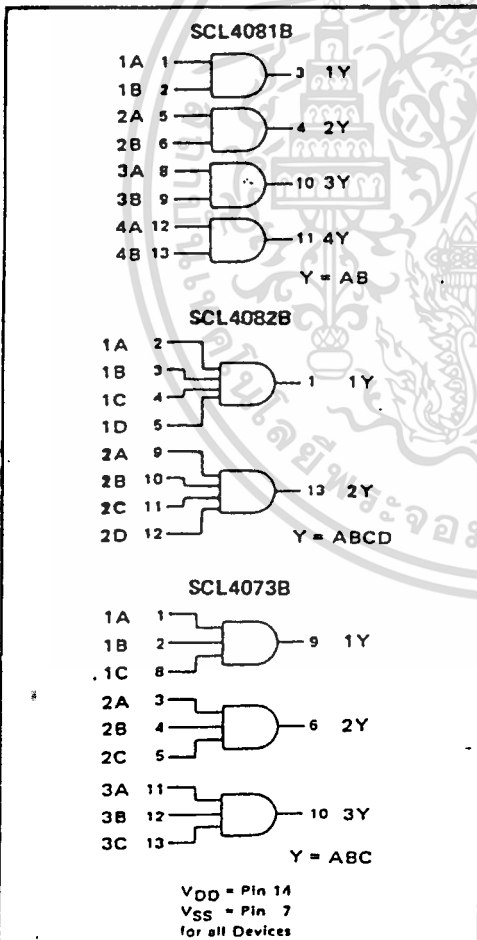 SCL4081B
1A 1 3 1Y
1B 2
2A 5 4 2Y
2B 6
3A 8 10 3Y
3B 9
4A 12 11 4Y
4B 13
Y = AB
SCL4082B
1A 2
1B 3 1 1Y
1C 4
1D 5
2A 9
2B 10 13 2Y
2C 11
2D 12 Y = ABCD
SCL4073B
1A 1
1B 2 9 1Y
1C 8
2A 3
2B 4 6 2Y
2C 5
3A 11
3B 12 10 3Y
3C 13
Y = ABC
VDD = Pin 14
VSS = Pin 7
for all Devices